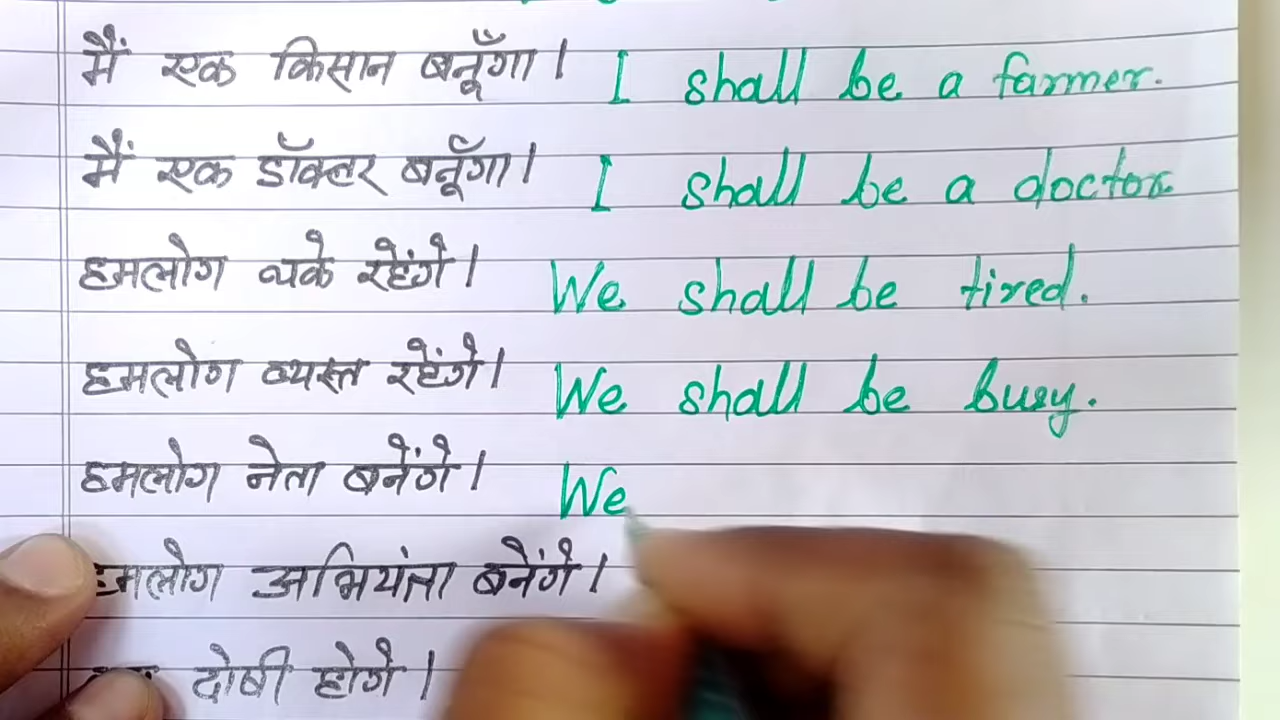 मैं एक किसान बनूँगा। I shall be a farmer.
मैं एक डॉक्टर बनूँगा। I shall be a doctor
हमलोग थके रहेंगे। We shall be tired.
हमलोग व्यस्त रहेंगे। We shall be busy.
हमलोग नेता बनेंगे। We
हमलोग अभियंता बनेंगे।
दोषी होगे।